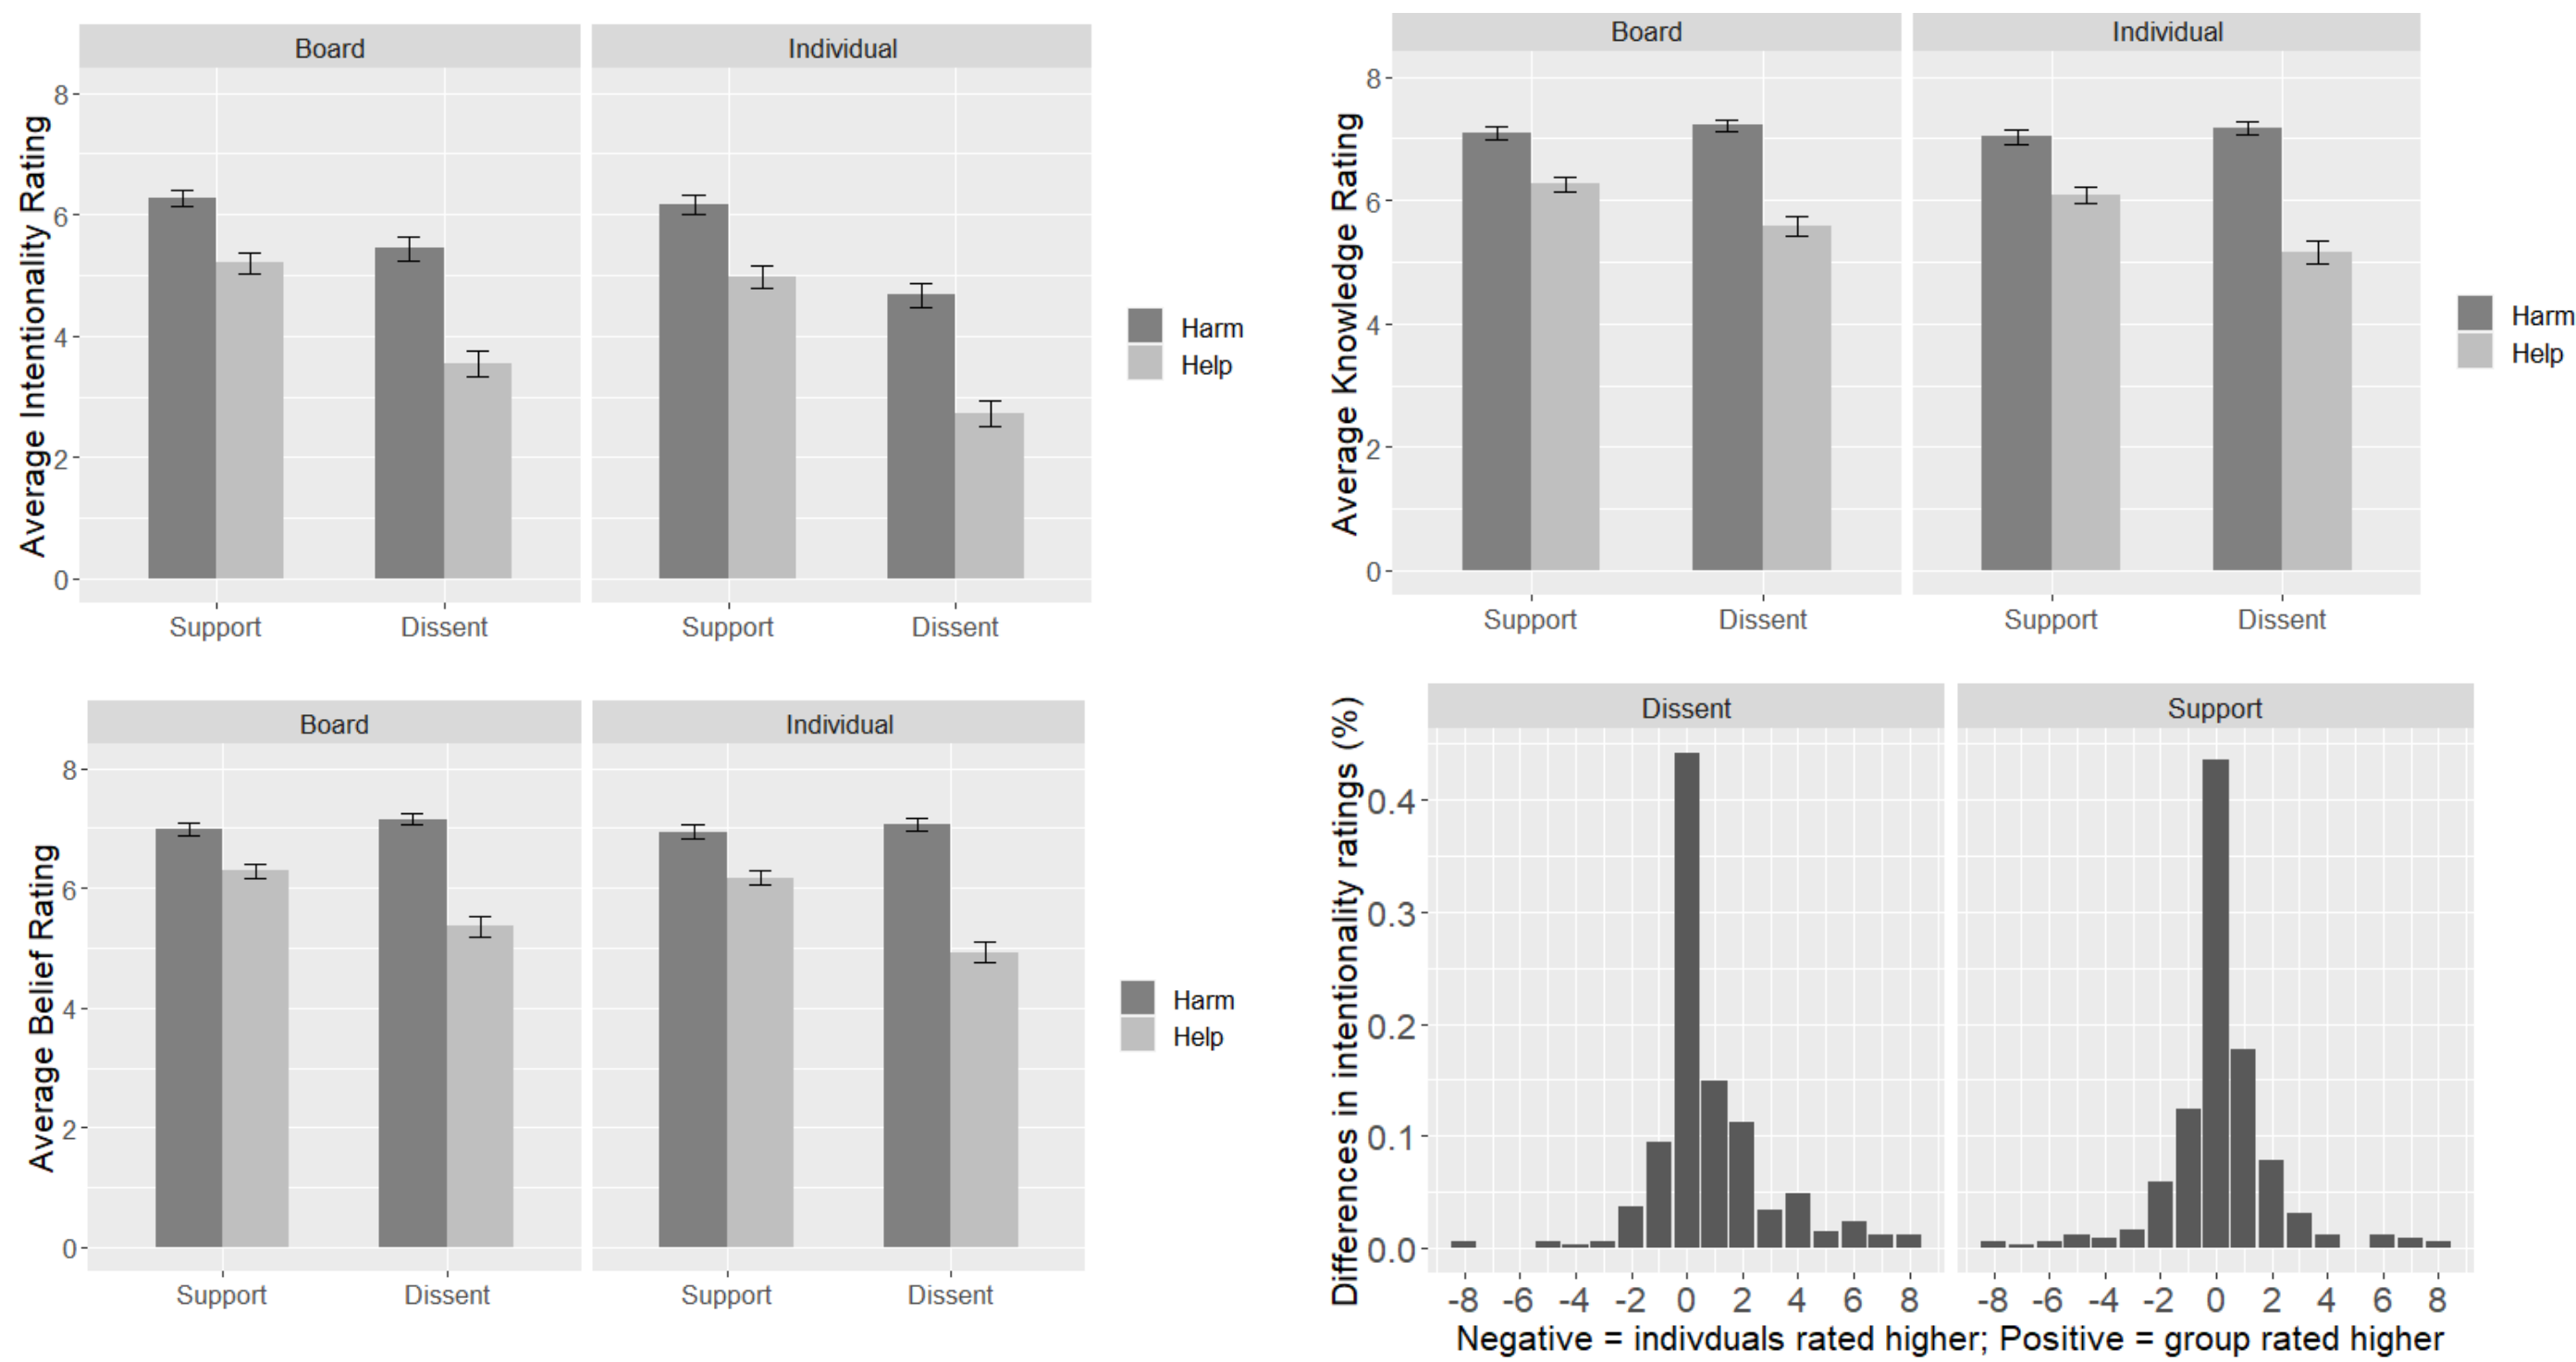 Board Individual
Average Intentionality Rating
8
6
4
2
0
Support Dissent Support Dissent
Harm
Help
Board Individual
Average Knowledge Rating
8
6
4
2
0
Support Dissent Support Dissent
Harm
Help
Board Individual
Average Belief Rating
8
6
4
2
0
Support Dissent Support Dissent
Harm
Help
Dissent Support
Differences in intentionality ratings (%)
0.4
0.3
0.2
0.1
0.0
-8 -6 -4 -2 0 2 4 6 8 -8 -6 -4 -2 0 2 4 6 8
Negative = indivduals rated higher; Positive = group rated higher